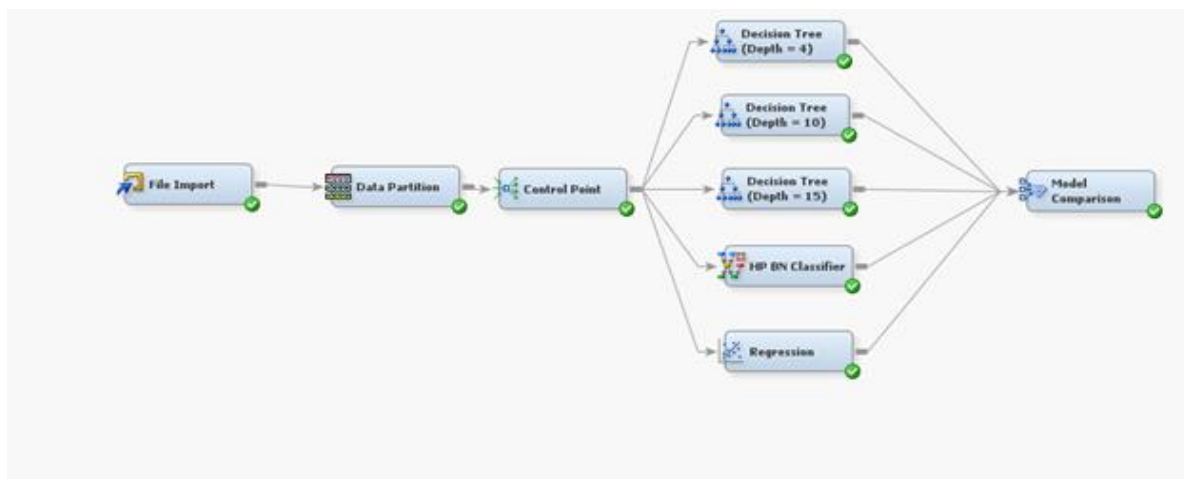 Decision Tree
(Depth = 4)
Decision Tree
(Depth = 10)
File Import
Data Partition
Control Point
Decision Tree
(Depth = 15)
Model
Comparison
HP BN Classifier
Regression